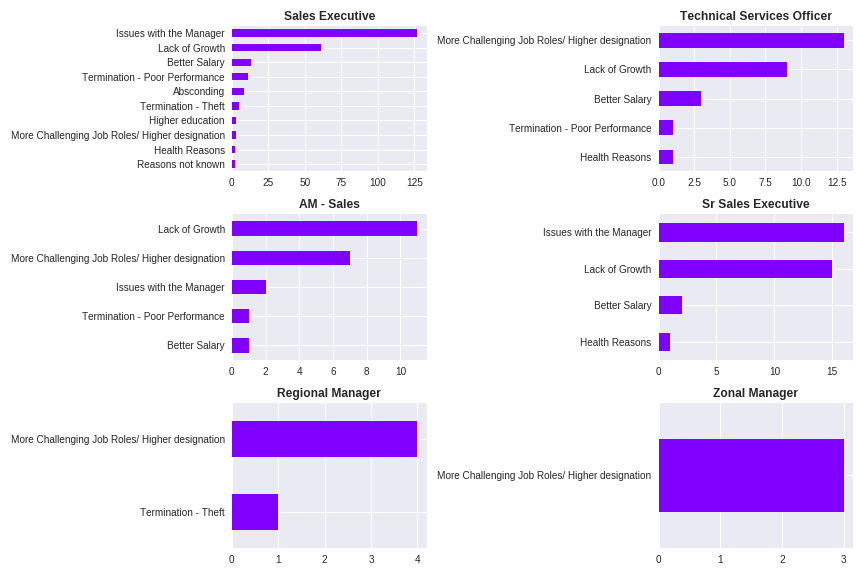 Sales Executive
Issues with the Manager
Lack of Growth
Better Salary
Termination - Poor Performance
Absconding
Termination - Theft
Higher education
More Challenging Job Roles/ Higher designation
Health Reasons
Reasons not known
0 25 50 75 100 125
Technical Services Officer
More Challenging Job Roles/ Higher designation
Lack of Growth
Better Salary
Termination - Poor Performance
Health Reasons
0.0 2.5 5.0 7.5 10.0 12.5
AM - Sales
Lack of Growth
More Challenging Job Roles/ Higher designation
Issues with the Manager
Termination - Poor Performance
Better Salary
0 2 4 6 8 10
Sr Sales Executive
Issues with the Manager
Lack of Growth
Better Salary
Health Reasons
0 5 10 15
Regional Manager
More Challenging Job Roles/ Higher designation
Termination - Theft
0 1 2 3 4
Zonal Manager
More Challenging Job Roles/ Higher designation
0 1 2 3